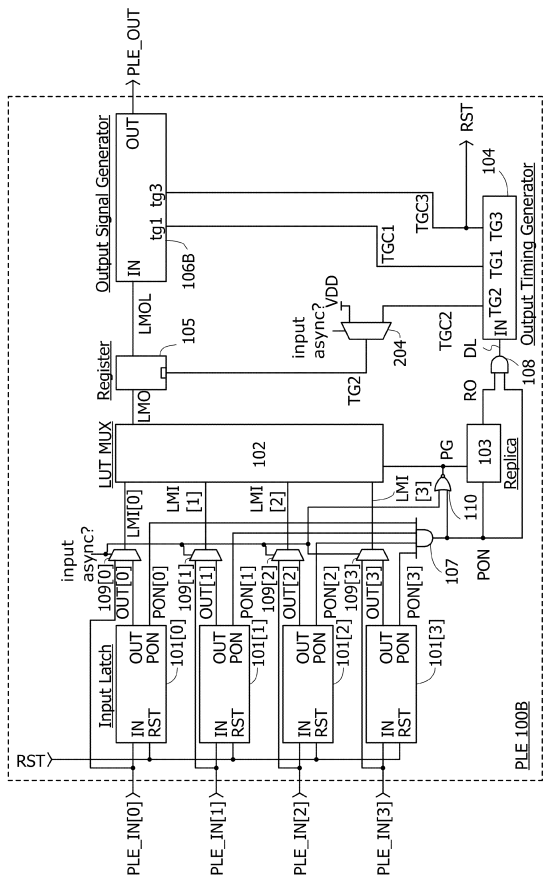 PLE_OUT
Output Signal Generator
IN
OUT
tg1 tg3
106B
LMOL
Register
105
LMO
LUT MUX
102
input
async?
VDD
204
TG2
TGC1
TGC2
TGC3
RST
104
TG2 TG1 TG3
IN
Output Timing Generator
DL
108
RO
103
Replica
PG
110
107
PON
LMI[0]
LMI
[1]
LMI
[2]
LMI
[3]
input
async?
109[0]
OUT[0]
PON[0]
109[1]
OUT[1]
PON[1]
109[2]
OUT[2]
PON[2]
109[3]
OUT[3]
PON[3]
Input Latch
IN
RST
OUT
PON
101[0]
IN
RST
OUT
PON
101[1]
IN
RST
OUT
PON
101[2]
IN
RST
OUT
PON
101[3]
RST
PLE_IN[0]
PLE_IN[1]
PLE_IN[2]
PLE_IN[3]
PLE 100B